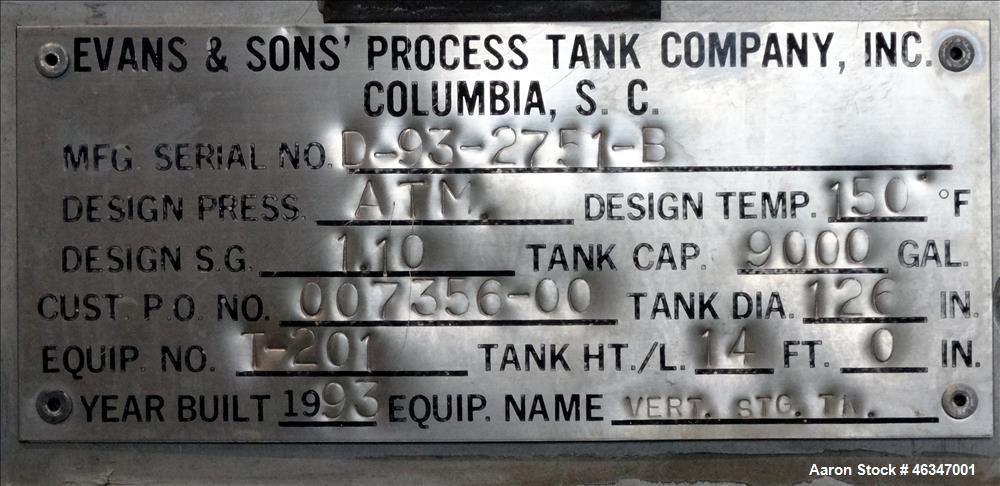 EVANS & SONS' PROCESS TANK COMPANY, INC.
COLUMBIA, S. C.
MFG. SERIAL NO. D-93-2751-B
DESIGN PRESS. ATM. DESIGN TEMP. 150° °F
DESIGN S.G. 1.10 TANK CAP. 9000 GAL.
CUST. P.O. NO. 007356-00 TANK DIA. 126 IN.
EQUIP. NO. T-201 TANK HT./L. 14 FT. 0 IN.
YEAR BUILT 1993 EQUIP. NAME VERT. STG. TA.
Aaron Stock # 46347001